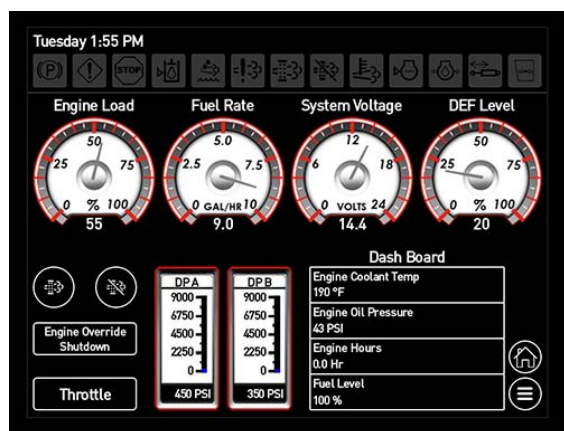 Tuesday 1:55 PM
(P) STOP
Engine Load Fuel Rate System Voltage DEF Level
50 5.0 12 50
25 75 2.5 7.5 6 18 25 75
0 % 100 0 GAL/HR 10 0 VOLTS 24 0 % 100
55 9.0 14.4 20
Dash Board
Engine Coolant Temp
190 °F
Engine Oil Pressure
43 PSI
Engine Hours
0.0 Hr
Fuel Level
100 %
DP A DP B
9000 9000
6750 6750
4500 4500
2250 2250
0 0
450 PSI 350 PSI
Engine Override
Shutdown
Throttle